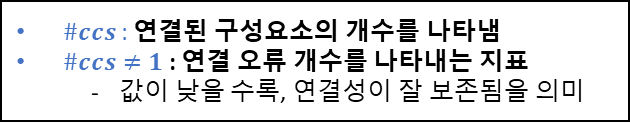 • #ccs : 연결된 구성요소의 개수를 나타냄
• #ccs ≠ 1 : 연결 오류 개수를 나타내는 지표
- 값이 낮을 수록, 연결성이 잘 보존됨을 의미